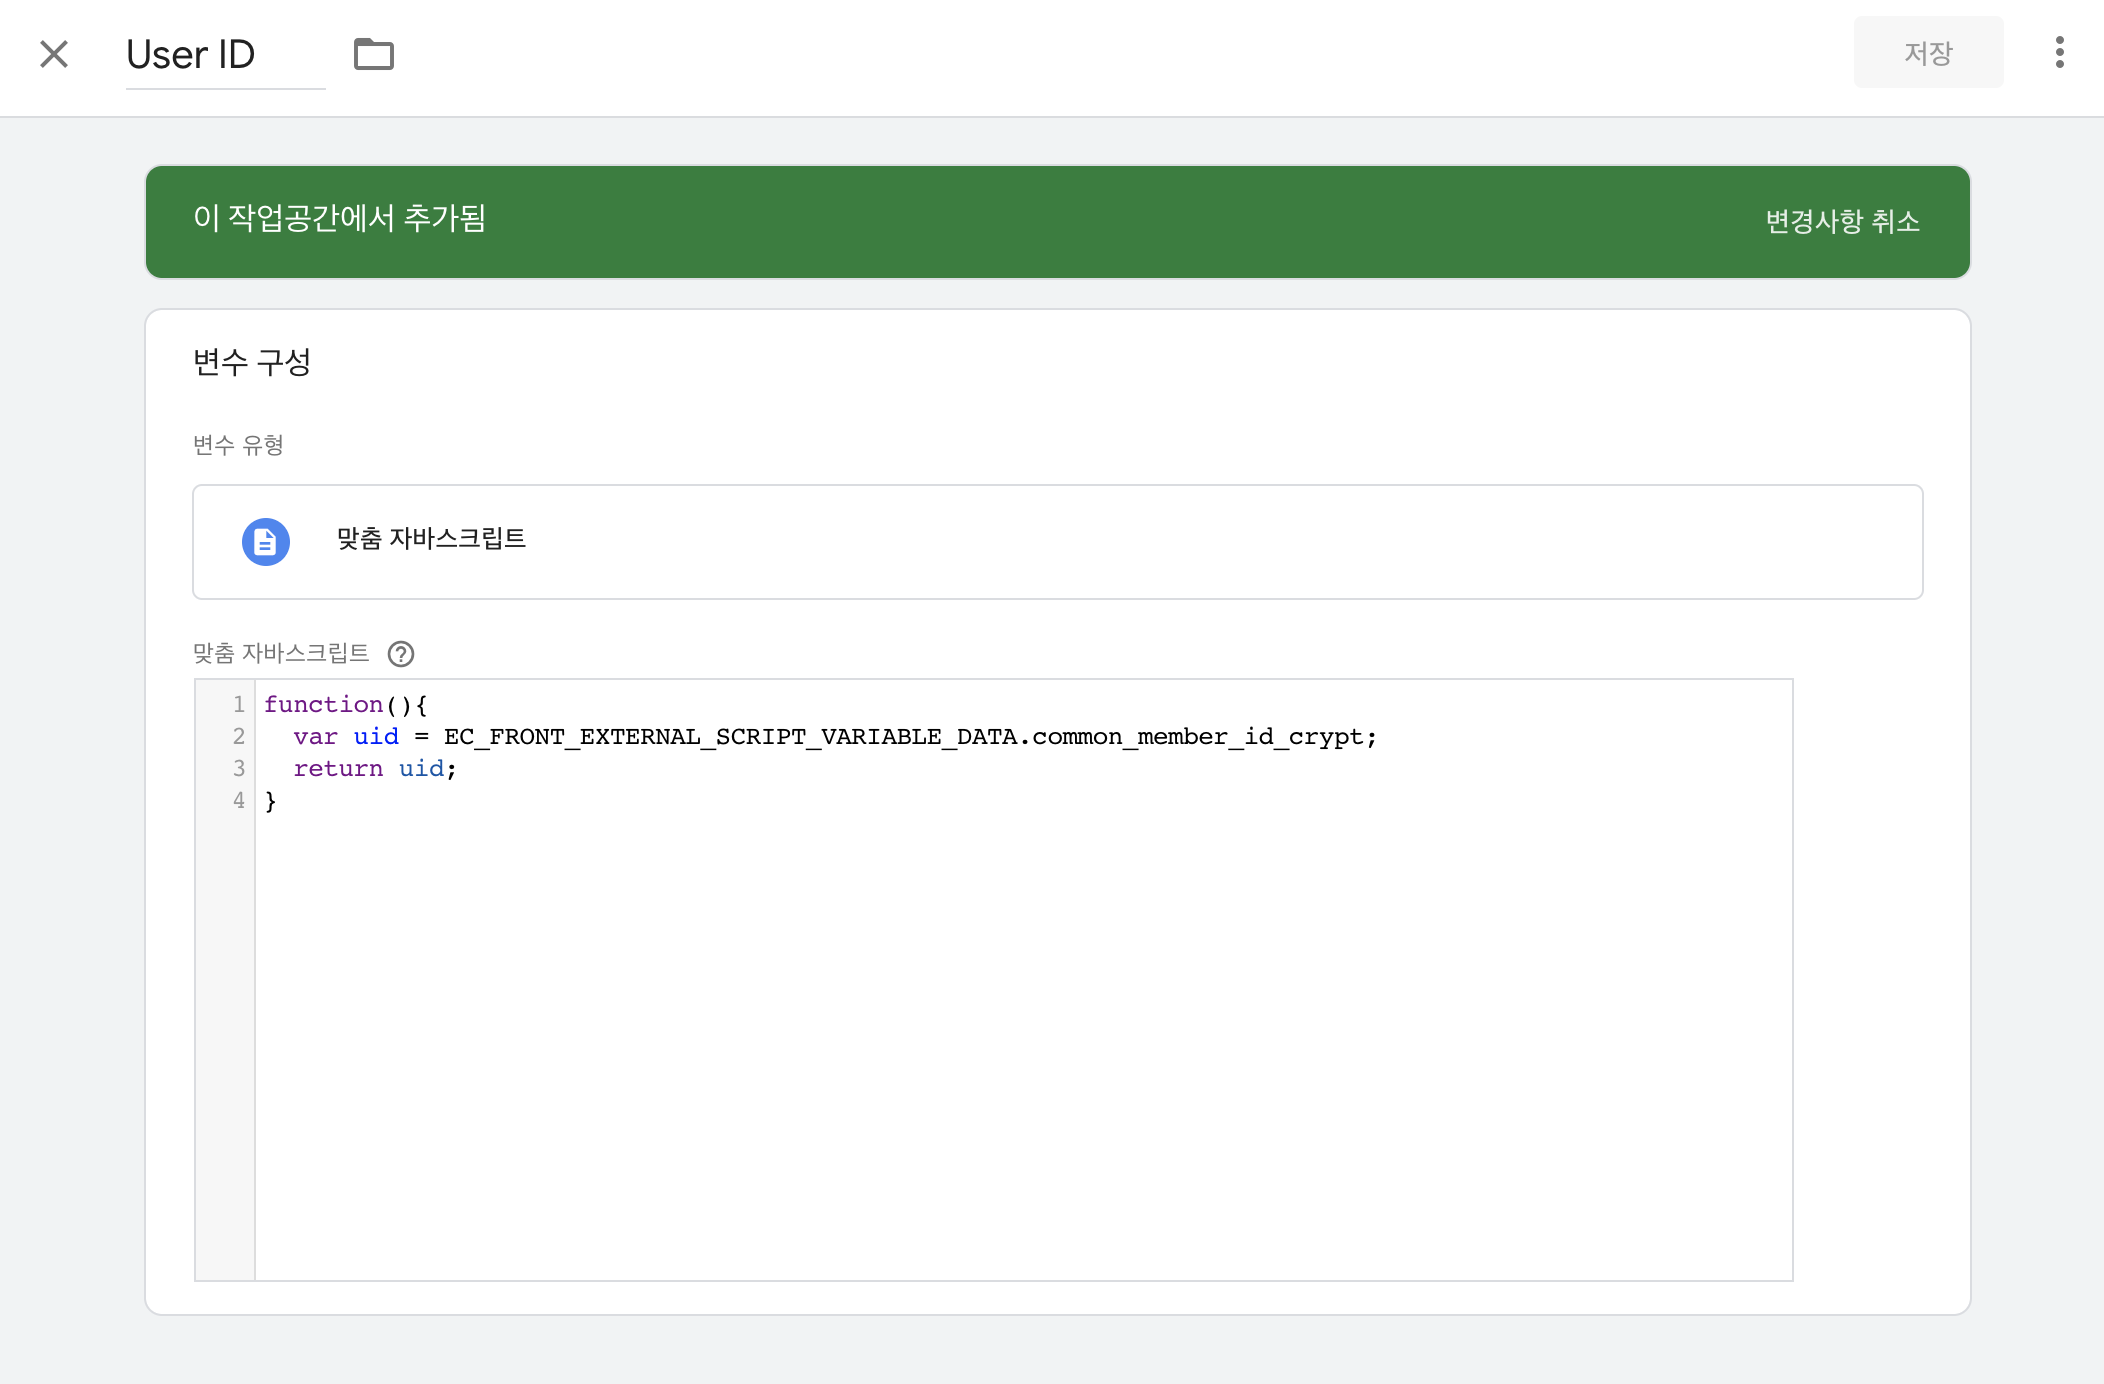 User ID
저장
이 작업공간에서 추가됨
변경사항 취소
변수 구성
변수 유형
맞춤 자바스크립트
맞춤 자바스크립트
1 function(){
2   var uid = EC_FRONT_EXTERNAL_SCRIPT_VARIABLE_DATA.common_member_id_crypt;
3   return uid;
4 }